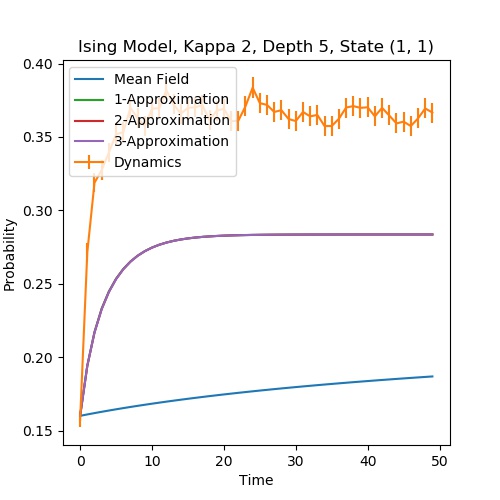 Ising Model, Kappa 2, Depth 5, State (1, 1)
0.40
0.35
0.30
0.25
0.20
0.15
Probability
Mean Field
1-Approximation
2-Approximation
3-Approximation
Dynamics
0 10 20 30 40 50
Time